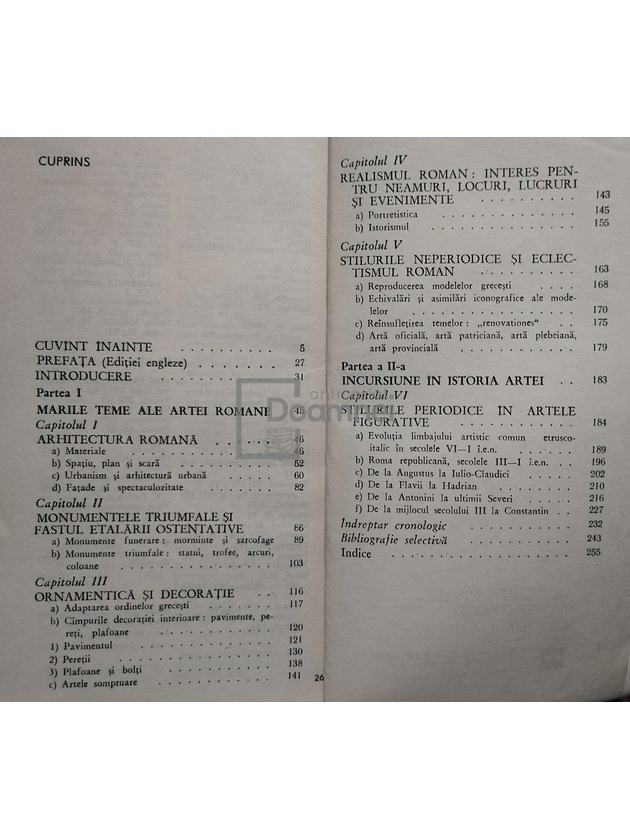 CUPRINS
CUVÎNT ÎNAINTE . . . . . . . . . . 5
PREFAȚA (Ediției engleze) . . . . . . . 27
INTRODUCERE . . . . . . . . . . 31
Partea I
MARILE TEME ALE ARTEI ROMANE 45
Capitolul I
ARHITECTURA ROMANĂ . . . . . . 46
a) Materiale . . . . . . . . . . 46
b) Spațiu, plan și scară . . . . . . . 52
c) Urbanism și arhitectură urbană . . . . . 60
d) Fațade și spectaculozitate . . . . . . 82
Capitolul II
MONUMENTELE TRIUMFALE ȘI
FASTUL ETALĂRII OSTENTATIVE . . . 86
a) Monumente funerare : morminte și sarcofage 89
b) Monumente triumfale : statui, trofee, arcuri,
coloane . . . . . . . . . . . 103
Capitolul III
ORNAMENTICĂ ȘI DECORAȚIE . . 116
a) Adaptarea ordinelor grecești . . . . . 117
b) Cîmpurile decorației interioare : pavimente, pe-
reți, plafoane . . . . . . . . . 120
1) Pavimentul . . . . . . . . . . 121
2) Pereții . . . . . . . . . . . 130
3) Plafoane și bolți . . . . . . . . 138
c) Artele somptuare . . . . . . . . 141
26
Capitolul IV
REALISMUL ROMAN : INTERES PEN-
TRU NEAMURI, LOCURI, LUCRURI
ȘI EVENIMENTE . . . . . . . . . 143
a) Portretistica . . . . . . . . . 145
b) Istorismul . . . . . . . . . . 155
Capitolul V
STILURILE NEPERIODICE ȘI ECLEC-
TISMUL ROMAN . . . . . . . . . 163
a) Reproducerea modelelor grecești . . . . 168
b) Echivalări și asimilări iconografice ale mode-
lelor . . . . . . . . . . . . 170
c) Reînsuflețirea temelor : „renovationes“ . . 175
d) Artă oficială, artă patriciană, artă plebeiană,
artă provincială . . . . . . . . . 179
Partea a II-a
INCURSIUNE ÎN ISTORIA ARTEI . . 183
Capitolul VI
STILURILE PERIODICE ÎN ARTELE
FIGURATIVE . . . . . . . . . . 184
a) Evoluția limbajului artistic comun etrusco-
italic în secolele VI—I î.e.n. . . . . . 189
b) Roma republicană, secolele III—I î.e.n. . . 196
c) De la Augustus la Iulio-Claudici . . . . 202
d) De la Flavii la Hadrian . . . . . . 210
e) De la Antonini la ultimii Severi . . . . 216
f) De la mijlocul secolului III la Constantin . . 227
Îndreptar cronologic . . . . . . . . 232
Bibliografie selectivă . . . . . . . . 243
Indice . . . . . . . . . . . . 255